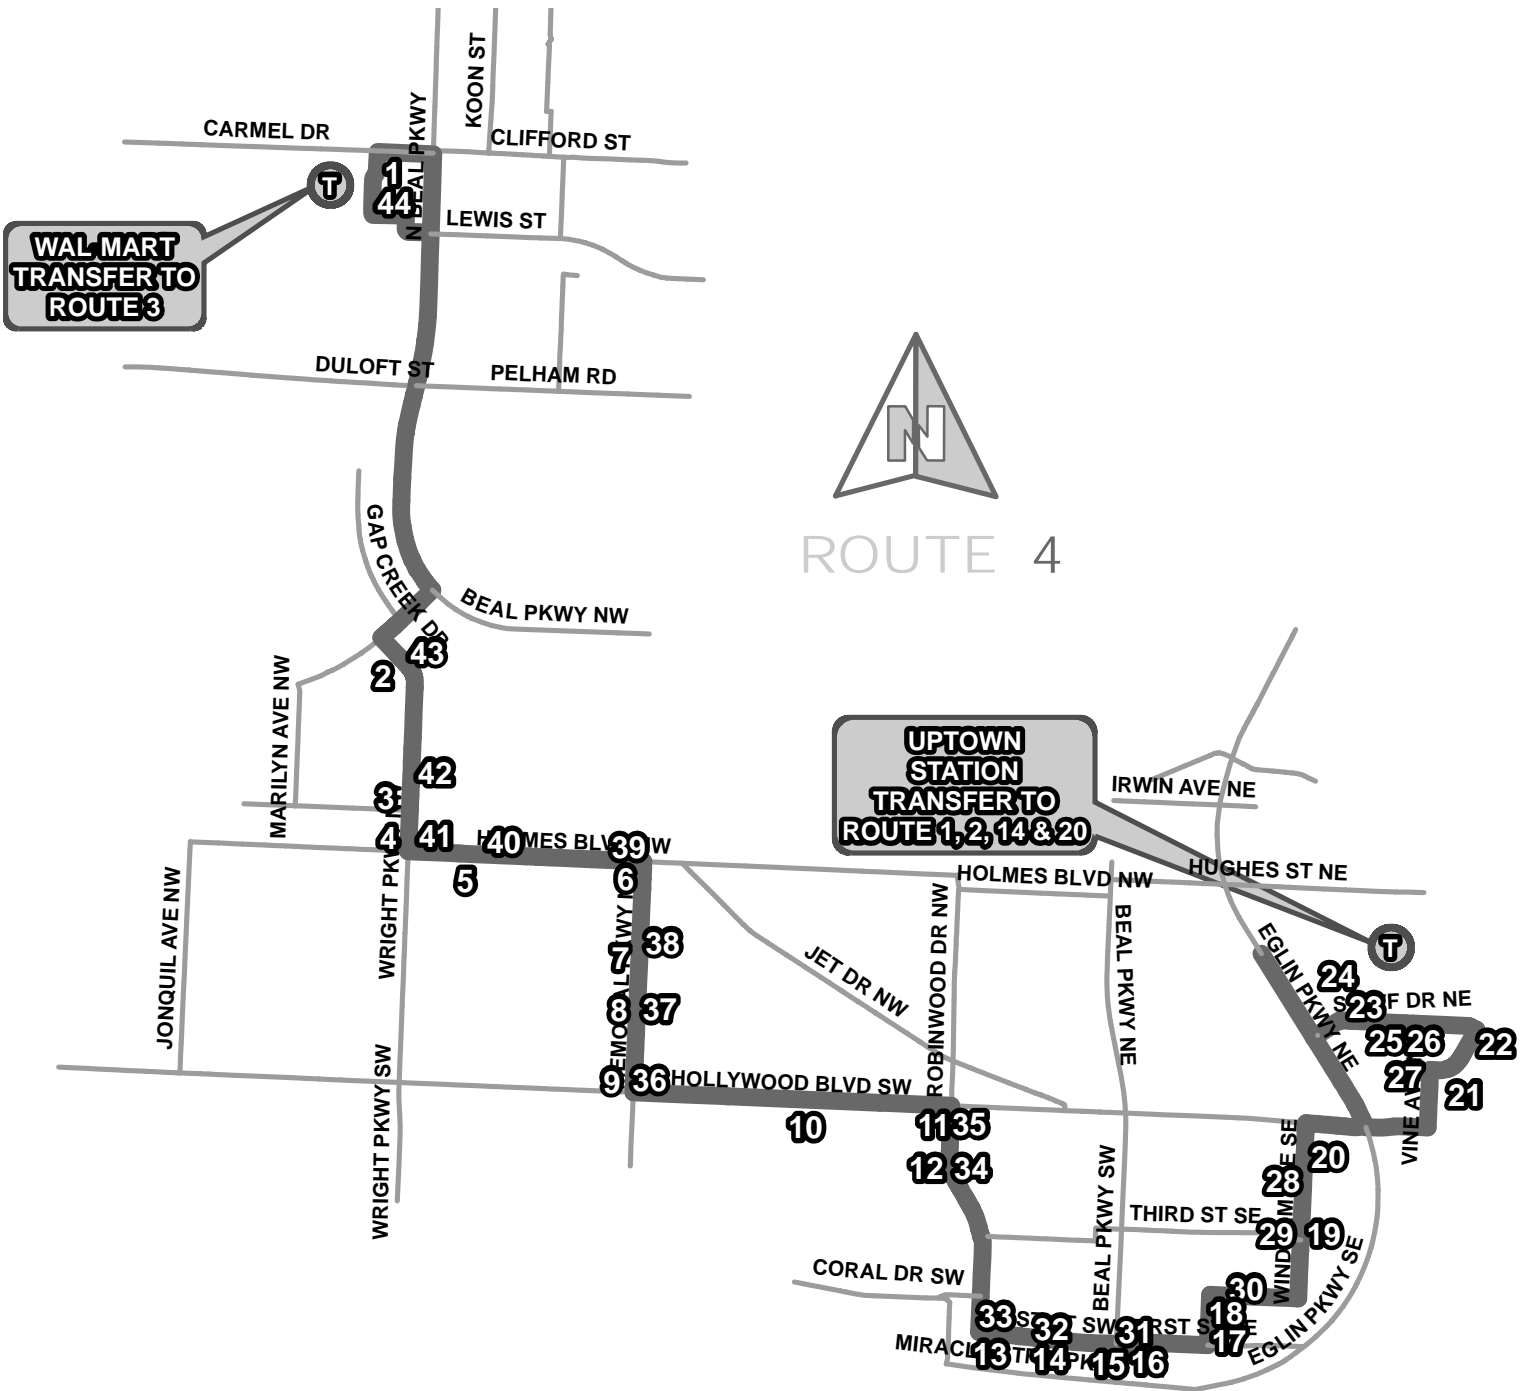 KOON ST
CARMEL DR
N BEAL PKWY
CLIFFORD ST
1
T
44
LEWIS ST
WAL MART
TRANSFER TO
ROUTE 3
DULOFT ST
PELHAM RD
N
ROUTE 4
GAP CREEK DR
BEAL PKWY NW
43
2
MARILYN AVE NW
UPTOWN
STATION
TRANSFER TO
ROUTE 1, 2, 14 & 20
42
IRWIN AVE NE
3
4
41
40
39
5
6
HOLMES BLVD NW
HUGHES ST NE
JONQUIL AVE NW
WRIGHT PKWY
38
7
JET DR NW
ROBINWOOD DR NW
BEAL PKWY NE
EGLIN PKWY NE
T
24
23
DR NE
8
37
25
26
22
27
21
9
36
HOLLYWOOD BLVD SW
WRIGHT PKWY SW
10
11
35
VINE
20
12
34
28
BEAL PKWY SW
THIRD ST SE
29
19
CORAL DR SW
30
EGLIN PKWY SE
33
32
31
18
17
13
14
15
16